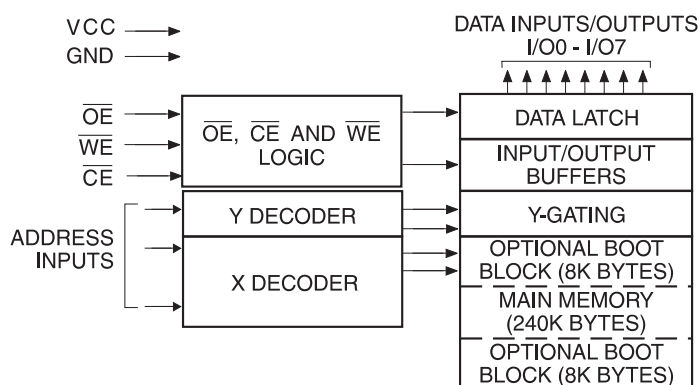 VCC
GND
DATA INPUTS/OUTPUTS
I/O0 - I/O7
OE
WE
CE
OE, CE AND WE
LOGIC
DATA LATCH
INPUT/OUTPUT
BUFFERS
ADDRESS
INPUTS
Y DECODER
Y-GATING
X DECODER
OPTIONAL BOOT
BLOCK (8K BYTES)
MAIN MEMORY
(240K BYTES)
OPTIONAL BOOT
BLOCK (8K BYTES)